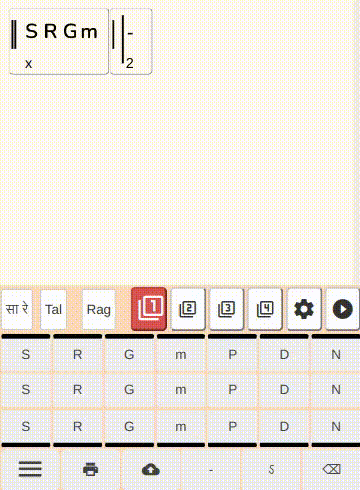 S R G m -
x 2
सा रे Tal Rag 1 2 3 4
S R G m P D N
S R G m P D N
S R G m P D N
- S